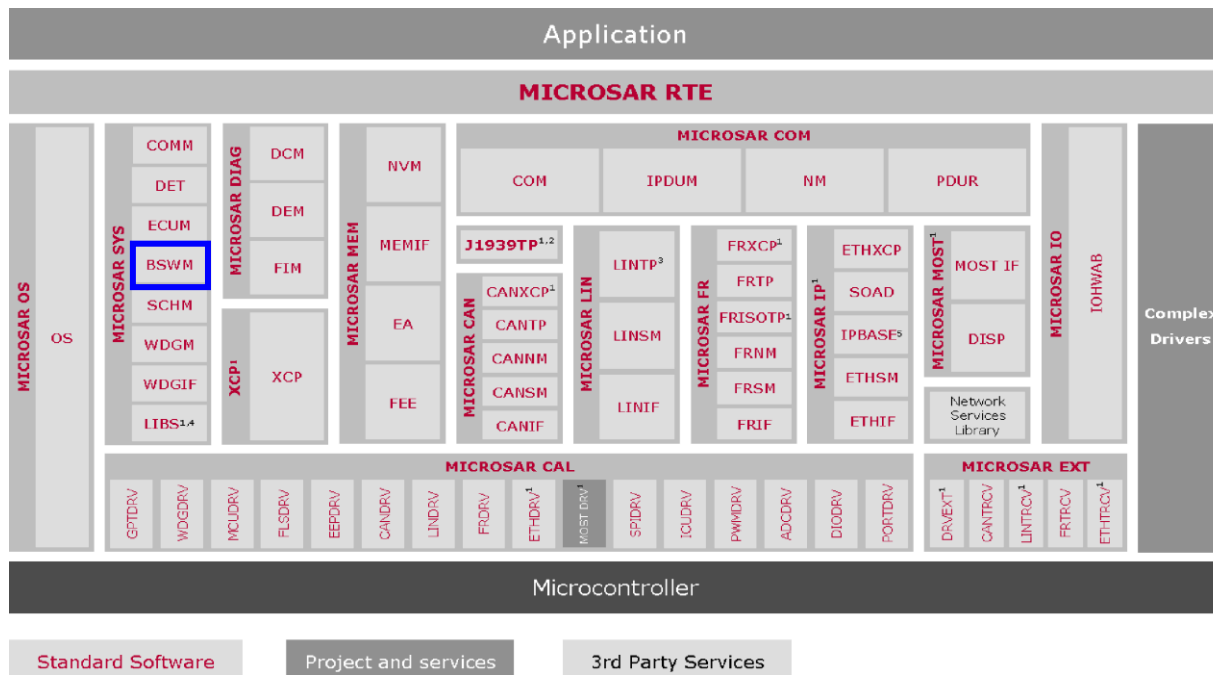 Application
MICROSAR RTE
MICROSAR OS
OS
MICROSAR SYS
COMM
DET
ECUM
BSWM
SCHM
WDGM
WDGIF
LIBS1,4
MICROSAR DIAG
DCM
DEM
FIM
XCP1
XCP
MICROSAR MEM
NVM
MEMIF
EA
FEE
MICROSAR COM
COM
IPDUM
NM
PDUR
J1939TP1,2
MICROSAR CAN
CANXCP1
CANTP
CANNM
CANSM
CANIF
MICROSAR LIN
LINTP3
LINSM
LINIF
MICROSAR FR
FRXCP1
FRTP
FRISOTP1
FRNM
FRSM
FRIF
MICROSAR IP1
ETHXCP
SOAD
IPBASE5
ETHSM
ETHIF
MICROSAR MOST1
MOST IF
DISP
Network
Services
Library
MICROSAR IO
IOHWAB
Complex
Drivers
MICROSAR CAL
GPTDRV
WDGDRV
MCUDRV
FLSDRV
EEPDRV
CANDRV
LINDRV
FRDRV
ETHDRV1
MOST DRV1
SPIDRV
ICUDRV
PWMDRV
ADCDRV
DIODRV
PORTDRV
MICROSAR EXT
DRVEXT1
CANTRCV
LINTRCV1
FRTRCV
ETHTRCV1
Microcontroller
Standard Software
Project and services
3rd Party Services